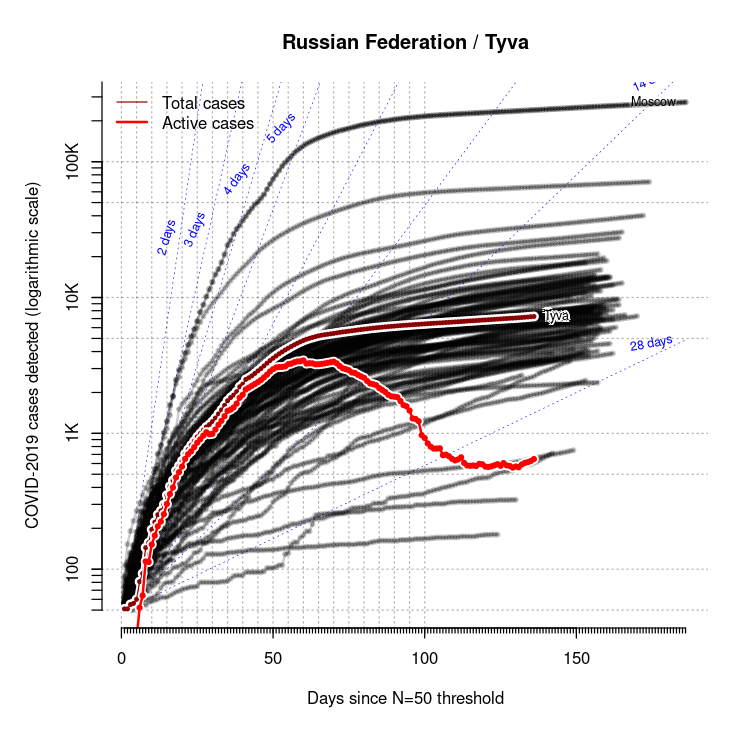 Russian Federation / Tyva
Total cases
Active cases
2 days
3 days
4 days
5 days
Moscow
Tyva
28 days
100K
10K
1K
100
COVID-2019 cases detected (logarithmic scale)
0 50 100 150
Days since N=50 threshold